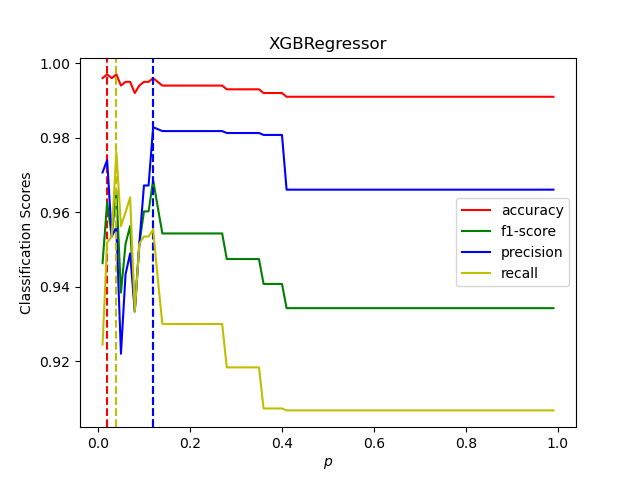 XGBRegressor
Classification Scores
1.00
0.98
0.96
0.94
0.92
accuracy
f1-score
precision
recall
0.0 0.2 0.4 0.6 0.8 1.0
p